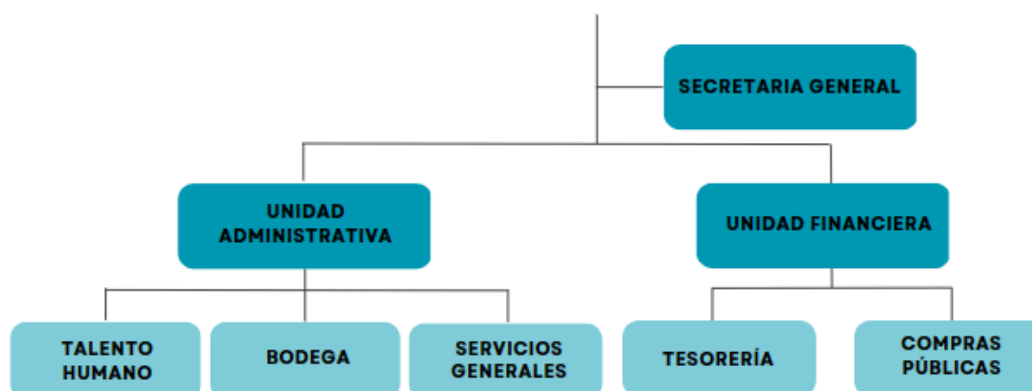 SECRETARIA GENERAL
UNIDAD
ADMINISTRATIVA
UNIDAD FINANCIERA
TALENTO
HUMANO
BODEGA
SERVICIOS
GENERALES
TESORERÍA
COMPRAS
PÚBLICAS